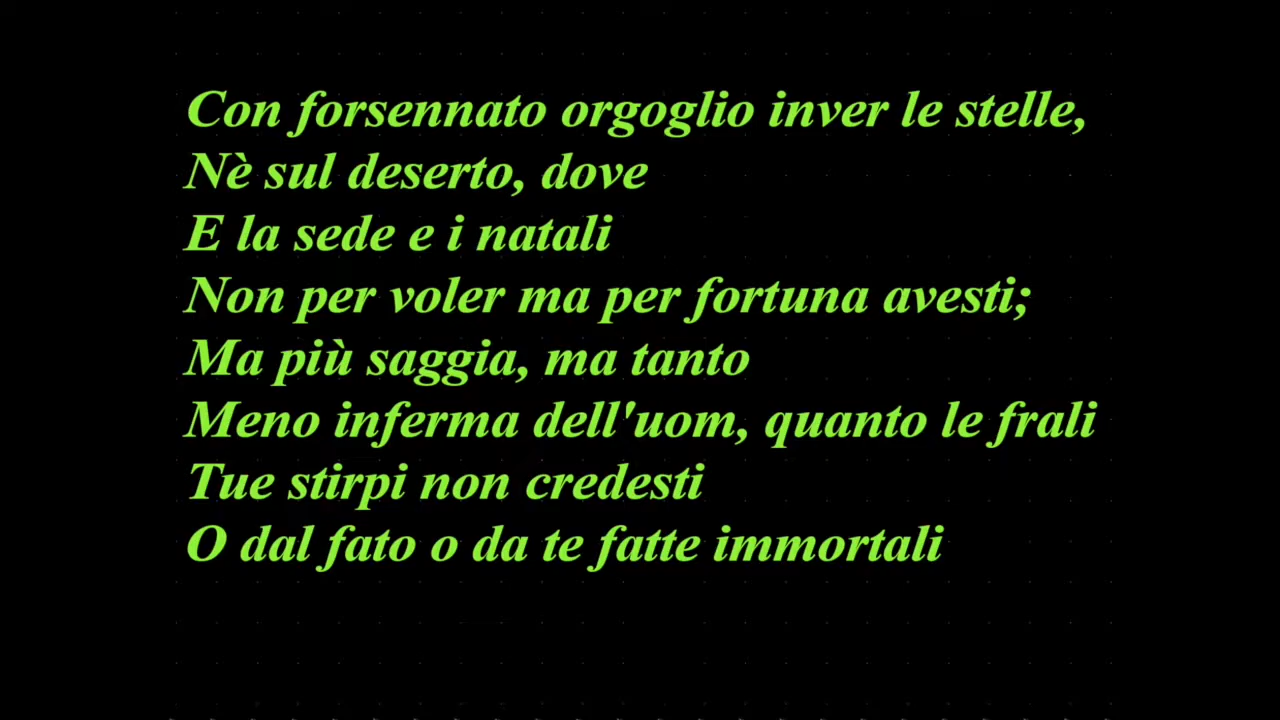 Con forsennato orgoglio inver le stelle,
Nè sul deserto, dove
E la sede e i natali
Non per voler ma per fortuna avesti;
Ma più saggia, ma tanto
Meno inferma dell'uom, quanto le frali
Tue stirpi non credesti
O dal fato o da te fatte immortali